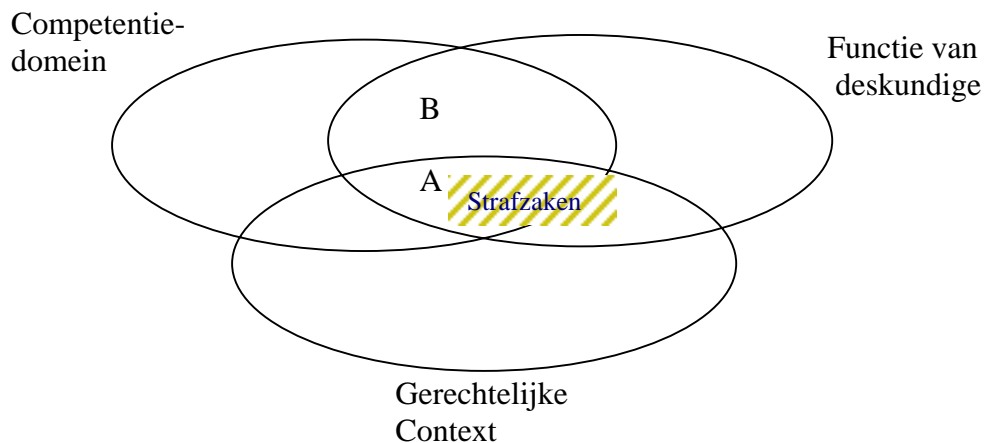 Competentie-
domein
Functie van
deskundige
B
A
Strafzaken
Gerechtelijke
Context